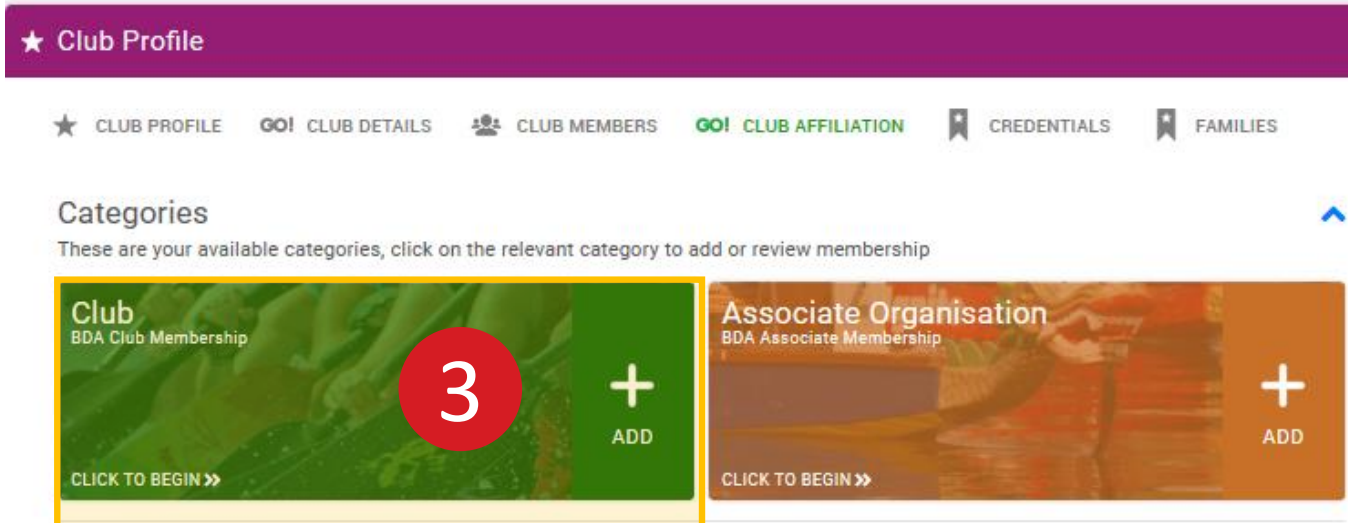 ★ Club Profile
★ CLUB PROFILE GO! CLUB DETAILS CLUB MEMBERS GO! CLUB AFFILIATION CREDENTIALS FAMILIES
Categories
These are your available categories, click on the relevant category to add or review membership
Club
BDA Club Membership
3
+
ADD
CLICK TO BEGIN »
Associate Organisation
BDA Associate Membership
+
ADD
CLICK TO BEGIN »